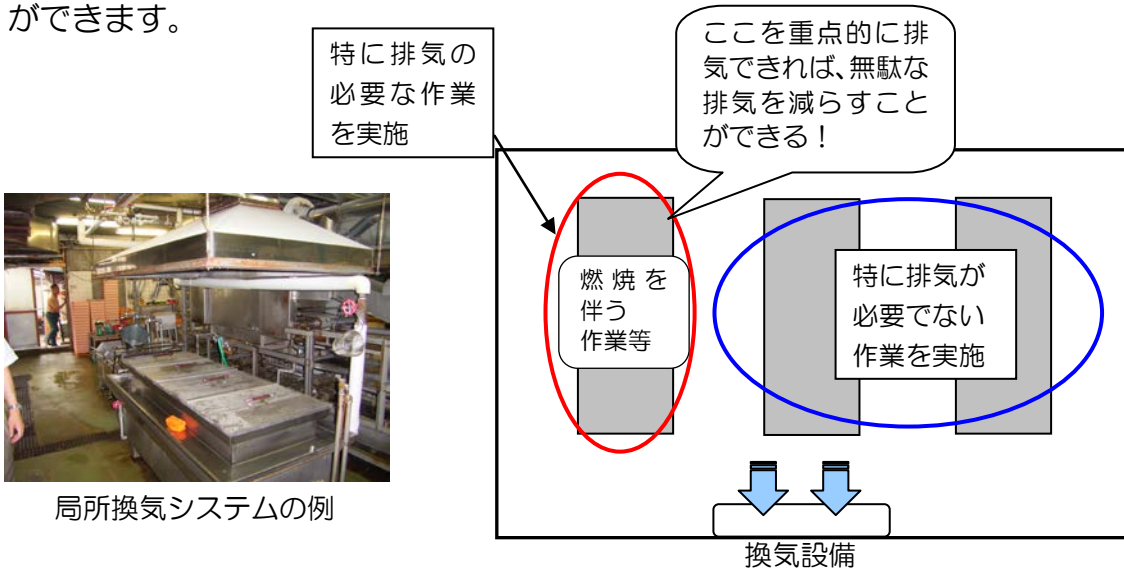 ができます。
特に排気の
必要な作業
を実施
ここを重点的に排
気できれば、無駄な
排気を減らすこと
ができる！
燃焼を
伴う
作業等
特に排気が
必要でない
作業を実施
局所換気システムの例
換気設備